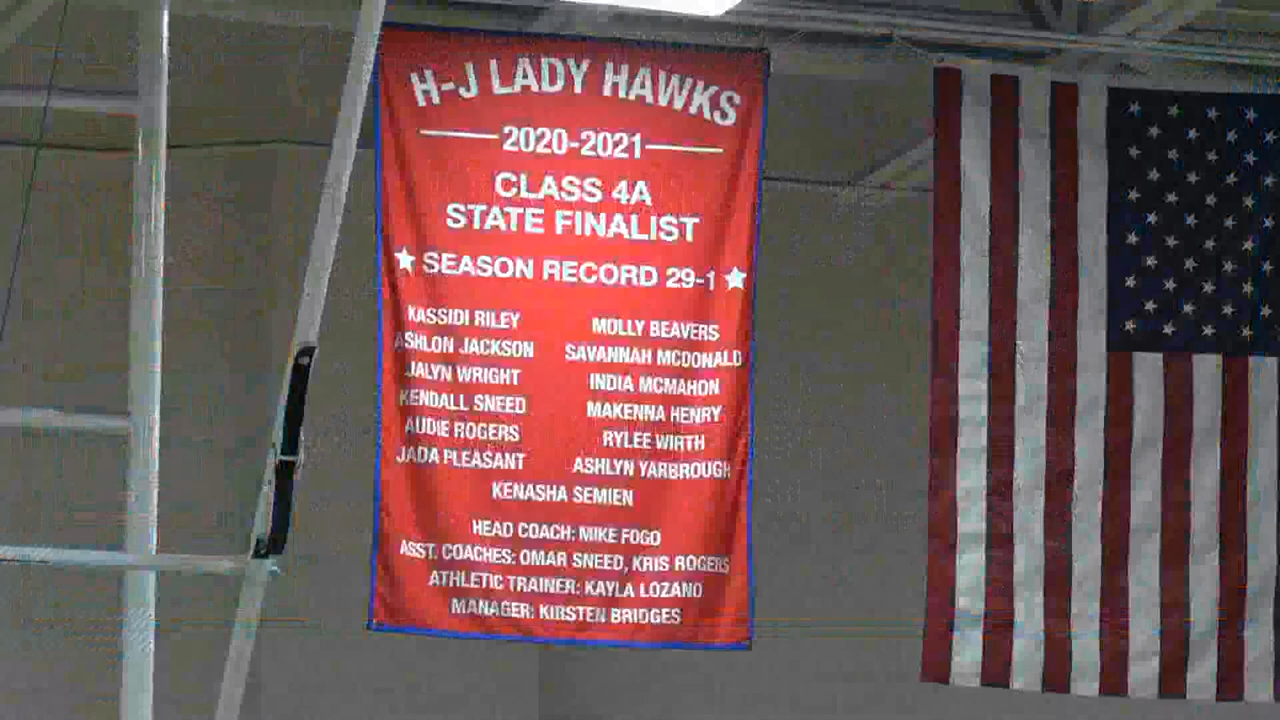 H-J LADY HAWKS
2020-2021
CLASS 4A
STATE FINALIST
SEASON RECORD 29-1
KASSIDI RILEY MOLLY BEAVERS
ASHLON JACKSON SAVANNAH MCDONALD
JALYN WRIGHT INDIA MCMAHON
KENDALL SNEED MAKENNA HENRY
AUDIE ROGERS RYLEE WIRTH
JADA PLEASANT ASHLYN YARBROUGH
KENASHA SEMIEN
HEAD COACH: MIKE FOGO
ASST. COACHES: OMAR SNEED, KRIS ROGERS
ATHLETIC TRAINER: KAYLA LOZANO
MANAGER: KIRSTEN BRIDGES